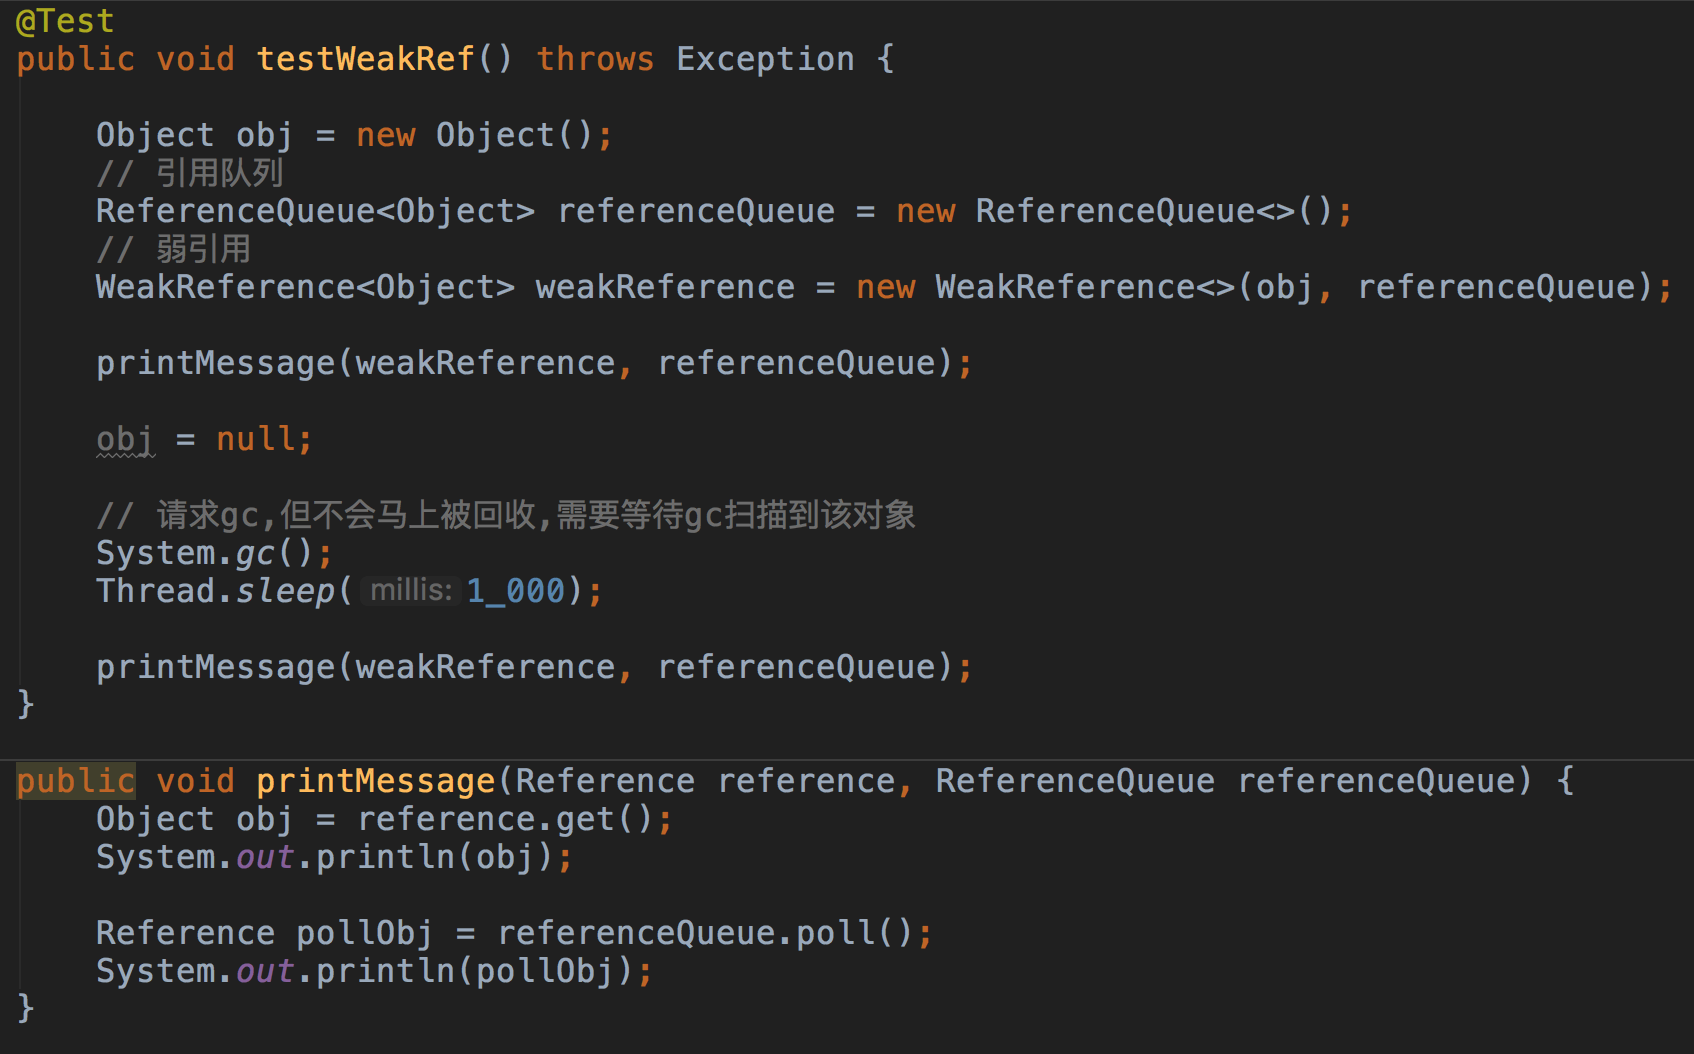 @Test
public void testWeakRef() throws Exception {
Object obj = new Object();
// 引用队列
ReferenceQueue<Object> referenceQueue = new ReferenceQueue<>();
// 弱引用
WeakReference<Object> weakReference = new WeakReference<>(obj, referenceQueue);
printMessage(weakReference, referenceQueue);
obj = null;
// 请求gc,但不会马上被回收,需要等待gc扫描到该对象
System.gc();
Thread.sleep( millis: 1_000);
printMessage(weakReference, referenceQueue);
}
public void printMessage(Reference reference, ReferenceQueue referenceQueue) {
Object obj = reference.get();
System.out.println(obj);
Reference pollObj = referenceQueue.poll();
System.out.println(pollObj);
}